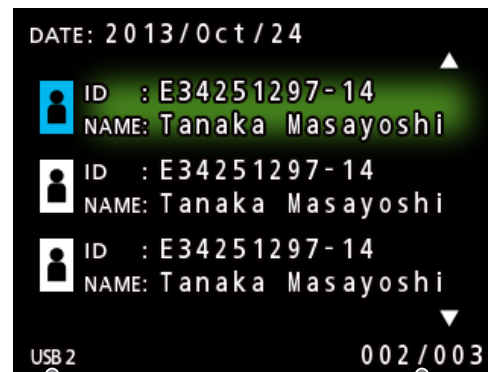 DATE: 2013/Oct/24
ID : E34251297-14
NAME: Tanaka Masayoshi
ID : E34251297-14
NAME: Tanaka Masayoshi
ID : E34251297-14
NAME: Tanaka Masayoshi
USB 2 002/003